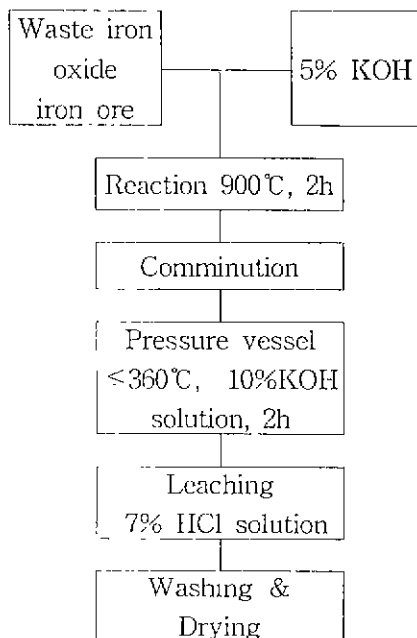 Waste iron
oxide
iron ore
5% KOH
Reaction 900℃, 2h
Comminution
Pressure vessel
<360℃, 10%KOH
solution, 2h
Leaching
7% HCl solution
Washing &
Drying